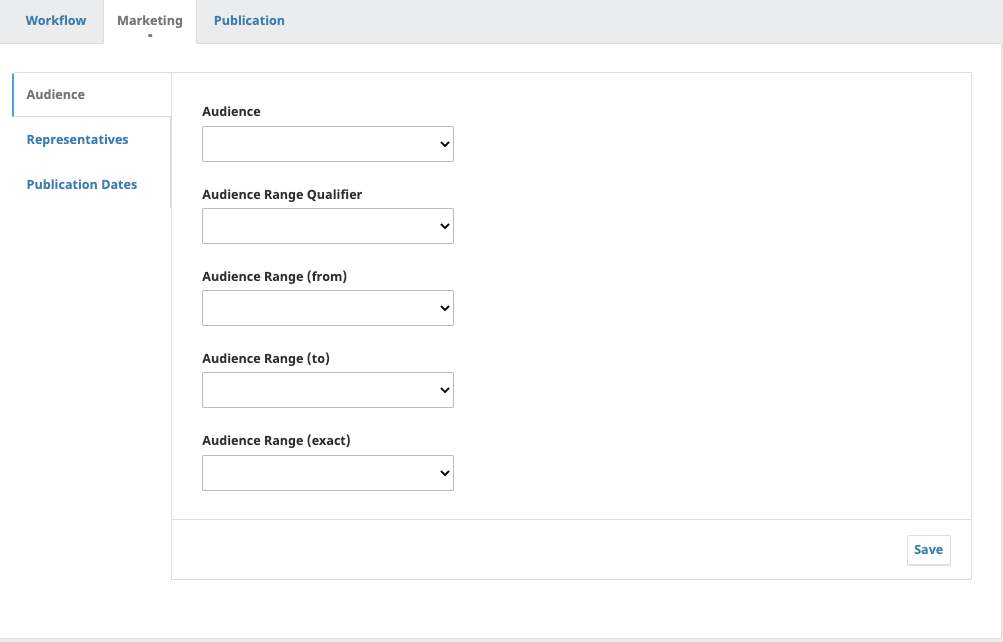 Workflow
Marketing
Publication
Audience
Representatives
Publication Dates
Audience
Audience Range Qualifier
Audience Range (from)
Audience Range (to)
Audience Range (exact)
Save